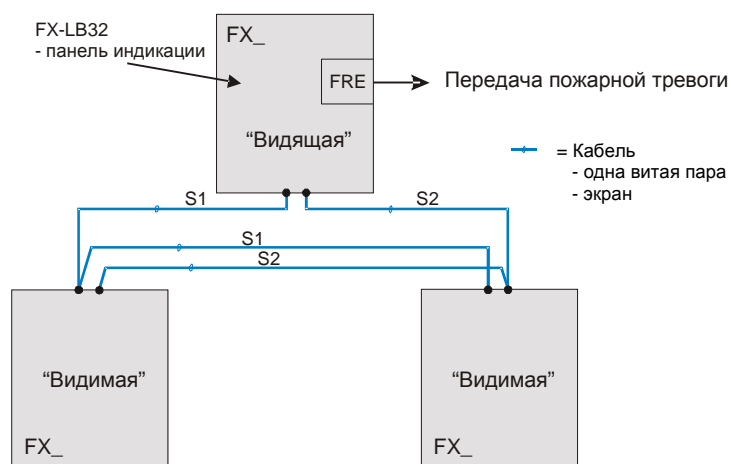 FX-LB32
- панель индикации
FX_
FRE
Передача пожарной тревоги
“Видящая”
= Кабель
- одна витая пара
- экран
S1
S2
S1
S2
“Видимая”
FX_
“Видимая”
FX_